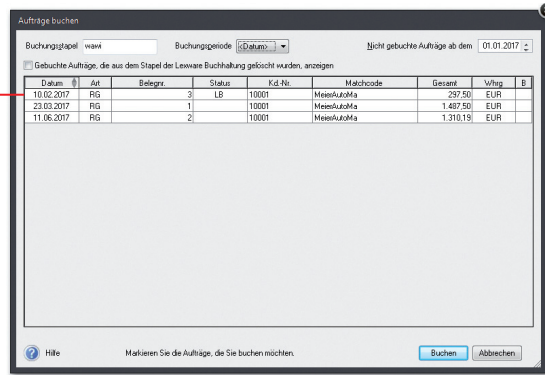 Aufträge buchen
Buchungsstapel wawi Buchungsperiode <Datum> Nicht gebuchte Aufträge ab dem 01.01.2017
Gebuchte Aufträge, die aus dem Stapel der Lexware Buchhaltung gelöscht wurden, anzeigen
Datum Art Belegnr. Status Kd.-Nr. Matchcode Gesamt Whrg B
10.02.2017 RG 3 LB 10001 MeierAutoMa 297,50 EUR
23.03.2017 RG 1 10001 MeierAutoMa 1.487,50 EUR
11.06.2017 RG 2 10001 MeierAutoMa 1.310,19 EUR
Hilfe Markieren Sie die Aufträge, die Sie buchen möchten. Buchen Abbrechen